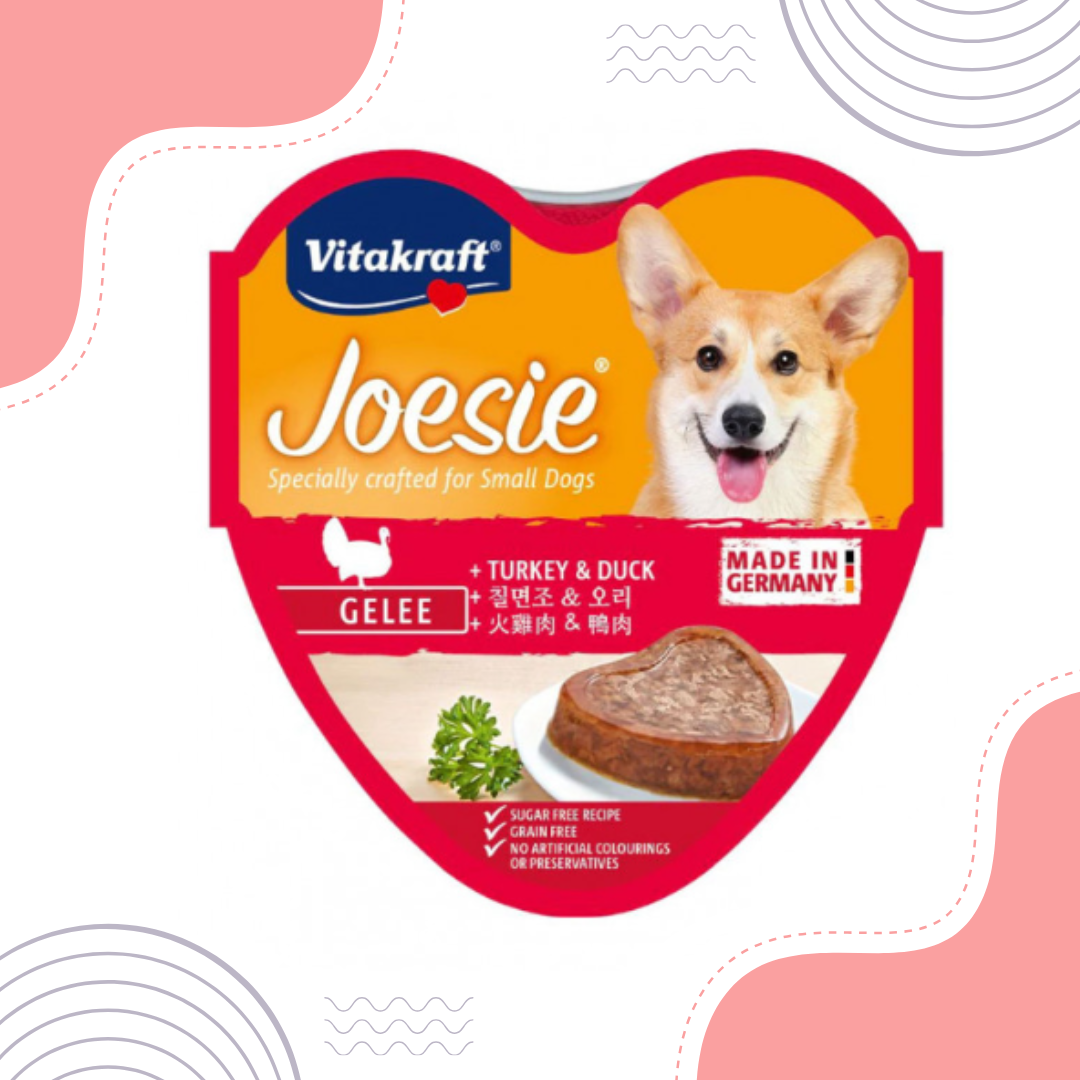 Vitakraft®
Joesie®
Specially crafted for Small Dogs
GELEE
+ TURKEY & DUCK
+ 칠면조 & 오리
+ 火雞肉 & 鴨肉
MADE IN
GERMANY
SUGAR FREE RECIPE
GRAIN FREE
NO ARTIFICIAL COLOURINGS
OR PRESERVATIVES